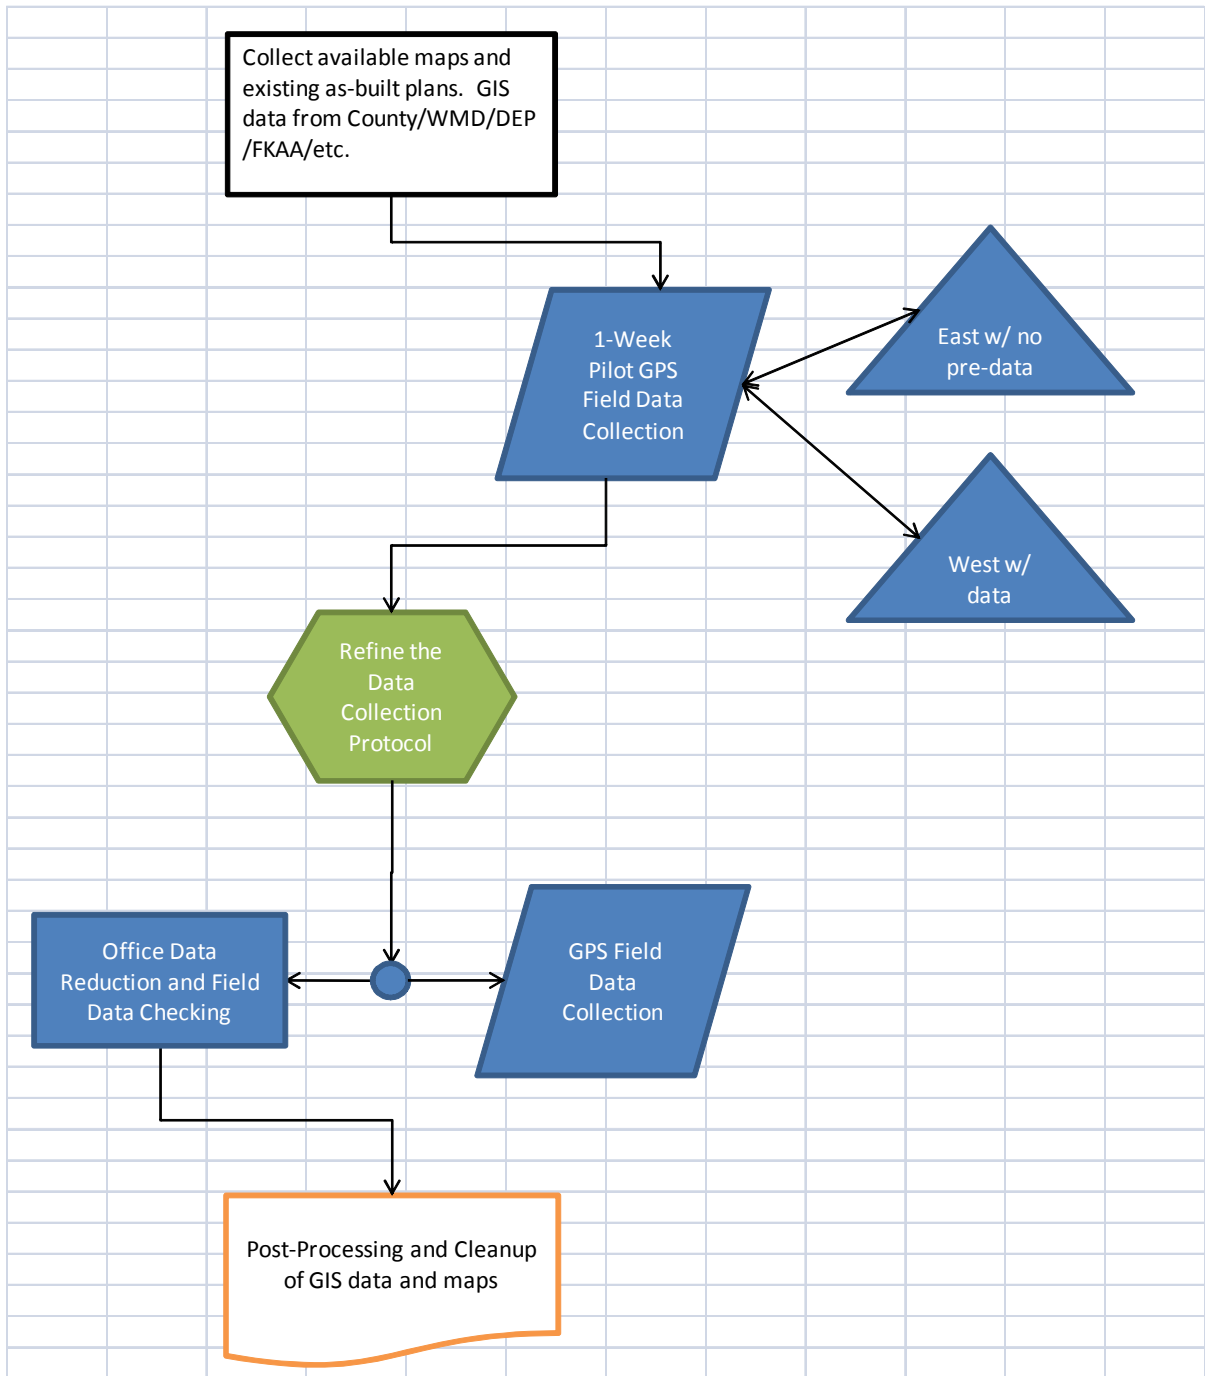 Collect available maps and
existing as-built plans.  GIS
data from County/WMD/DEP
/FKAA/etc.
1-Week
Pilot GPS
Field Data
Collection
East w/ no
pre-data
West w/
data
Refine the
Data
Collection
Protocol
Office Data
Reduction and Field
Data Checking
GPS Field
Data
Collection
Post-Processing and Cleanup
of GIS data and maps